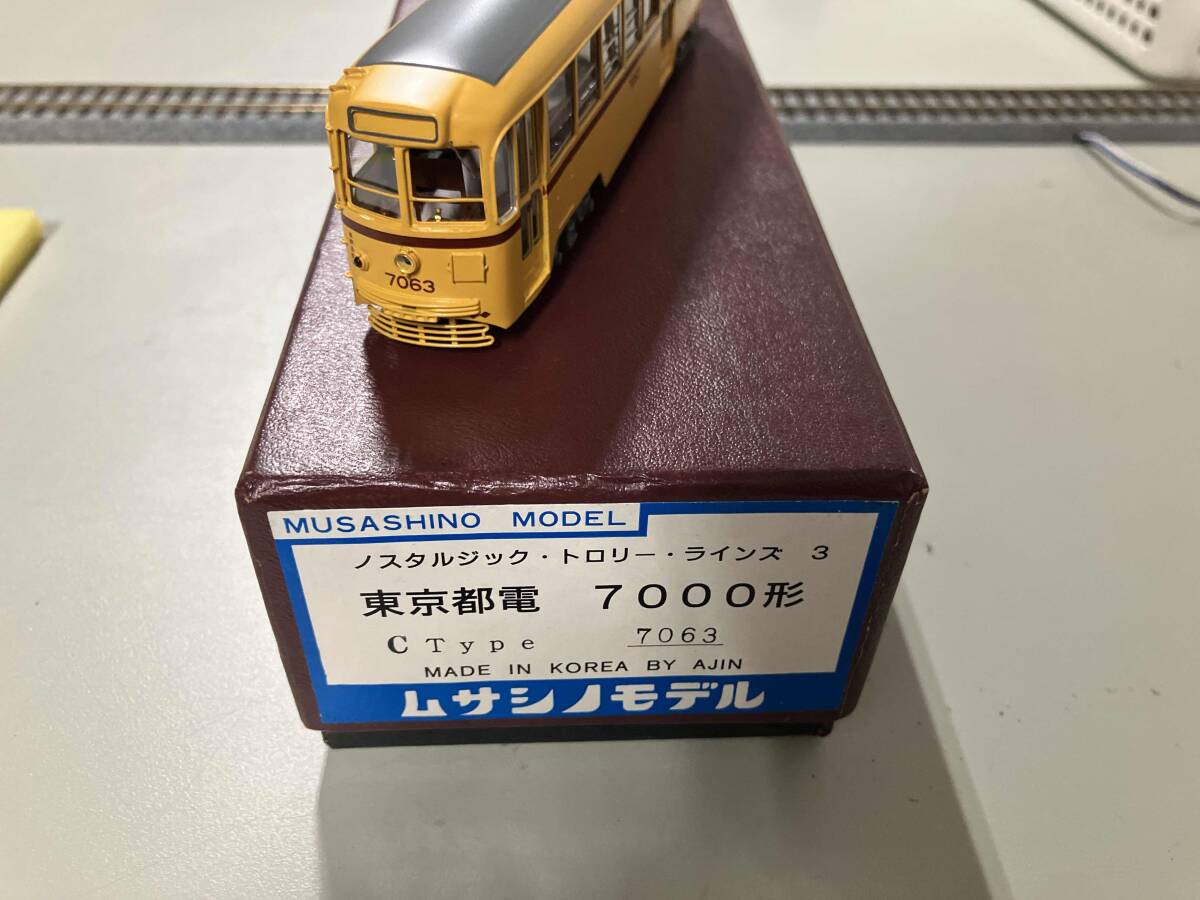 7063
MUSASHINO MODEL
ノスタルジック・トロリー・ラインズ 3
東京都電 7000形
C Type 7063
MADE IN KOREA BY AJIN
ムサシノモデル